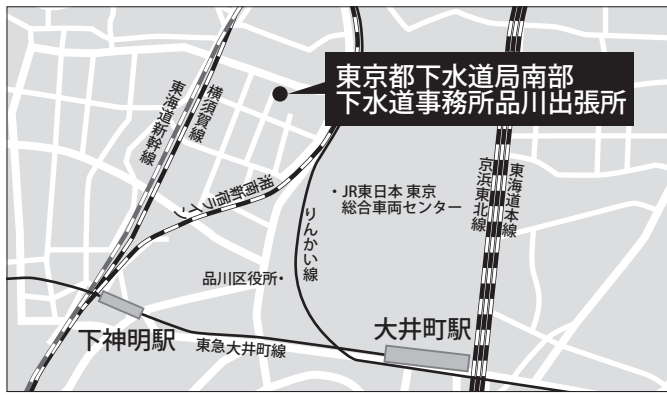 東京都下水道局南部
下水道事務所品川出張所
横須賀線
東海道新幹線
湘南新宿ライン
・JR東日本 東京
総合車両センター
りんかい線
東海道本線
京浜東北線
品川区役所・
下神明駅
東急大井町線
大井町駅